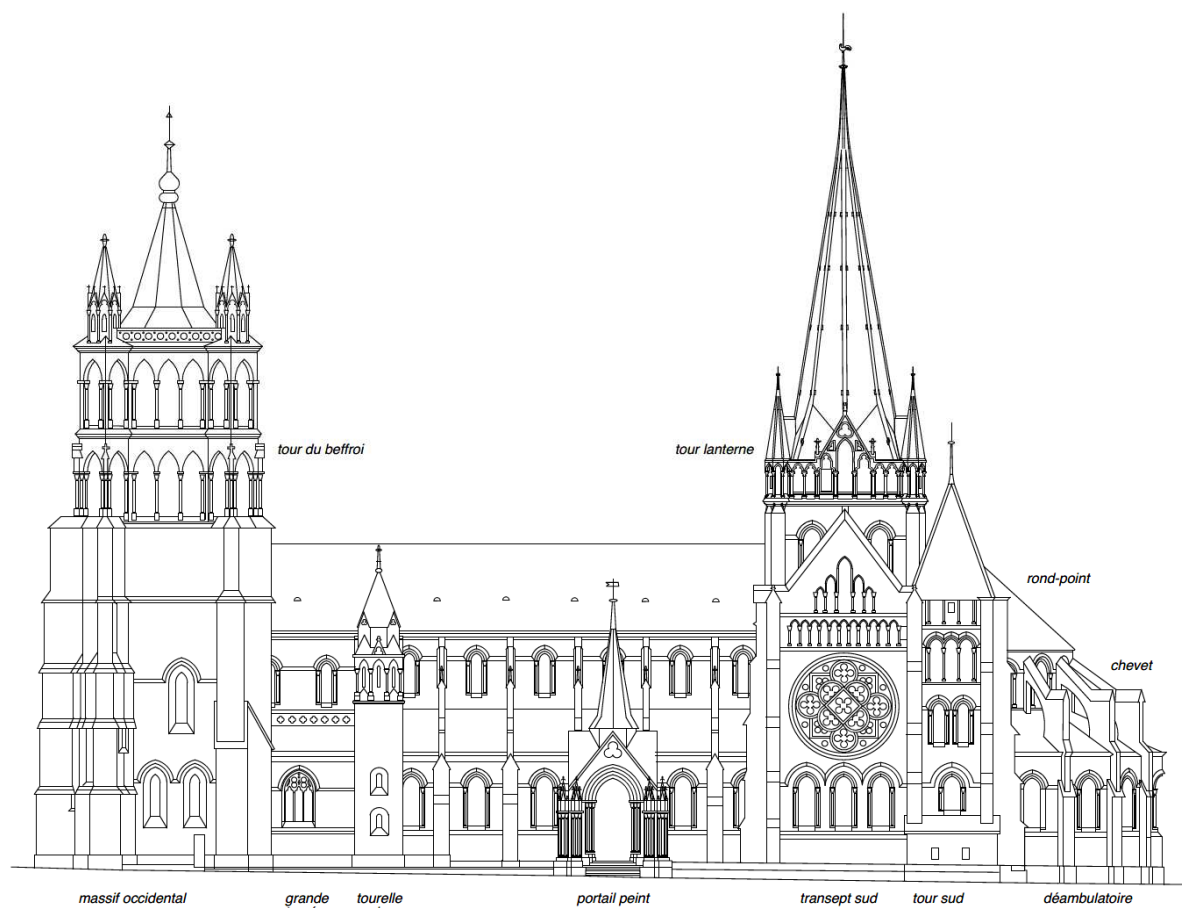 tour du beffroi
tour lanterne
rond-point
chevet
massif occidental
grande
tourelle
portail peint
transept sud
tour sud
déambulatoire